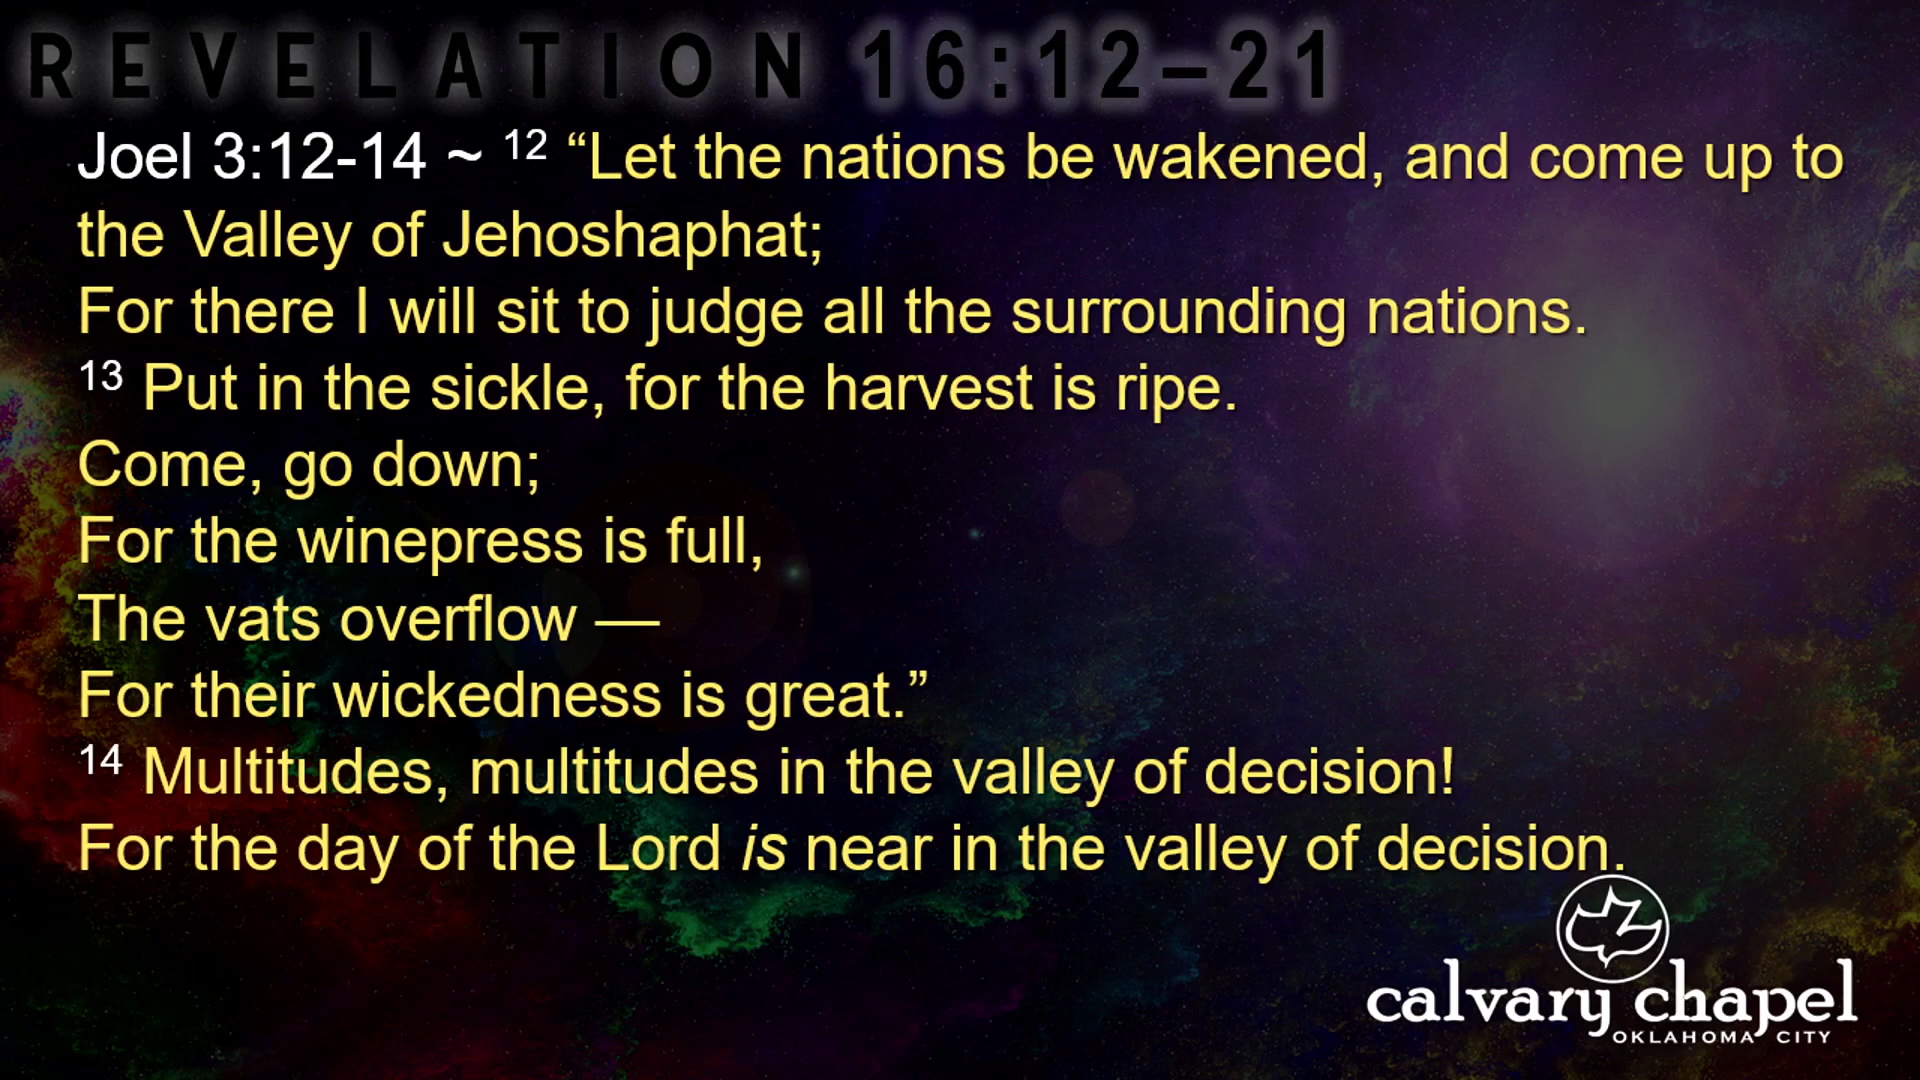 REVELATION 16:12–21
Joel 3:12-14 ~ 12 “Let the nations be wakened, and come up to
the Valley of Jehoshaphat;
For there I will sit to judge all the surrounding nations.
13 Put in the sickle, for the harvest is ripe.
Come, go down;
For the winepress is full,
The vats overflow —
For their wickedness is great.”
14 Multitudes, multitudes in the valley of decision!
For the day of the Lord is near in the valley of decision.
calvary chapel
OKLAHOMA CITY